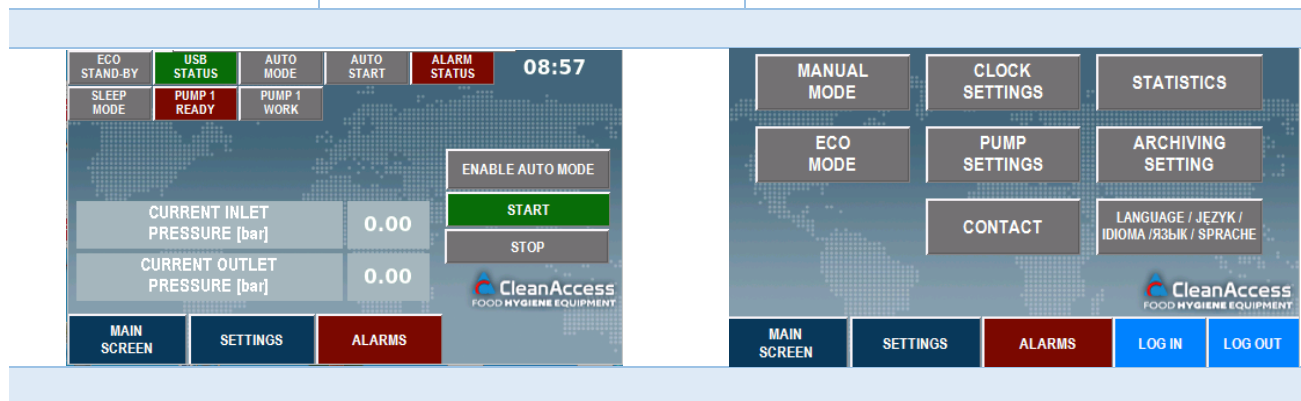 ECO
STAND-BY
USB
STATUS
AUTO
MODE
AUTO
START
ALARM
STATUS
08:57
SLEEP
MODE
PUMP 1
READY
PUMP 1
WORK
ENABLE AUTO MODE
CURRENT INLET
PRESSURE [bar]
0.00
START
STOP
CURRENT OUTLET
PRESSURE [bar]
0.00
CleanAccess
FOOD HYGIENE EQUIPMENT
MAIN
SCREEN
SETTINGS
ALARMS
MANUAL
MODE
CLOCK
SETTINGS
STATISTICS
ECO
MODE
PUMP
SETTINGS
ARCHIVING
SETTING
CONTACT
LANGUAGE / JĘZYK /
IDIOMA /ЯЗЫК / SPRACHE
CleanAccess
FOOD HYGIENE EQUIPMENT
MAIN
SCREEN
SETTINGS
ALARMS
LOG IN
LOG OUT